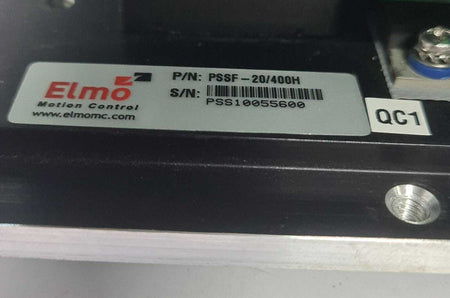 Elmo
Motion Control
www.elmomc.com
P/N: PSSF-20/400H
S/N:
PSS10055600
QC1